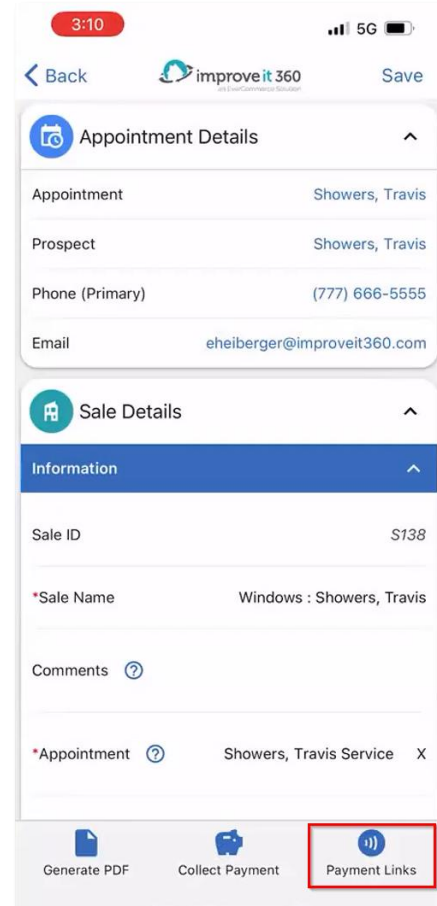 3:10 5G
Back improveit 360 Save
an EverCommerce Solution
Appointment Details
Appointment Showers, Travis
Prospect Showers, Travis
Phone (Primary) (777) 666-5555
Email eheiberger@improveit360.com
Sale Details
Information
Sale ID S138
*Sale Name Windows : Showers, Travis
Comments ?
*Appointment ? Showers, Travis Service X
Generate PDF Collect Payment Payment Links